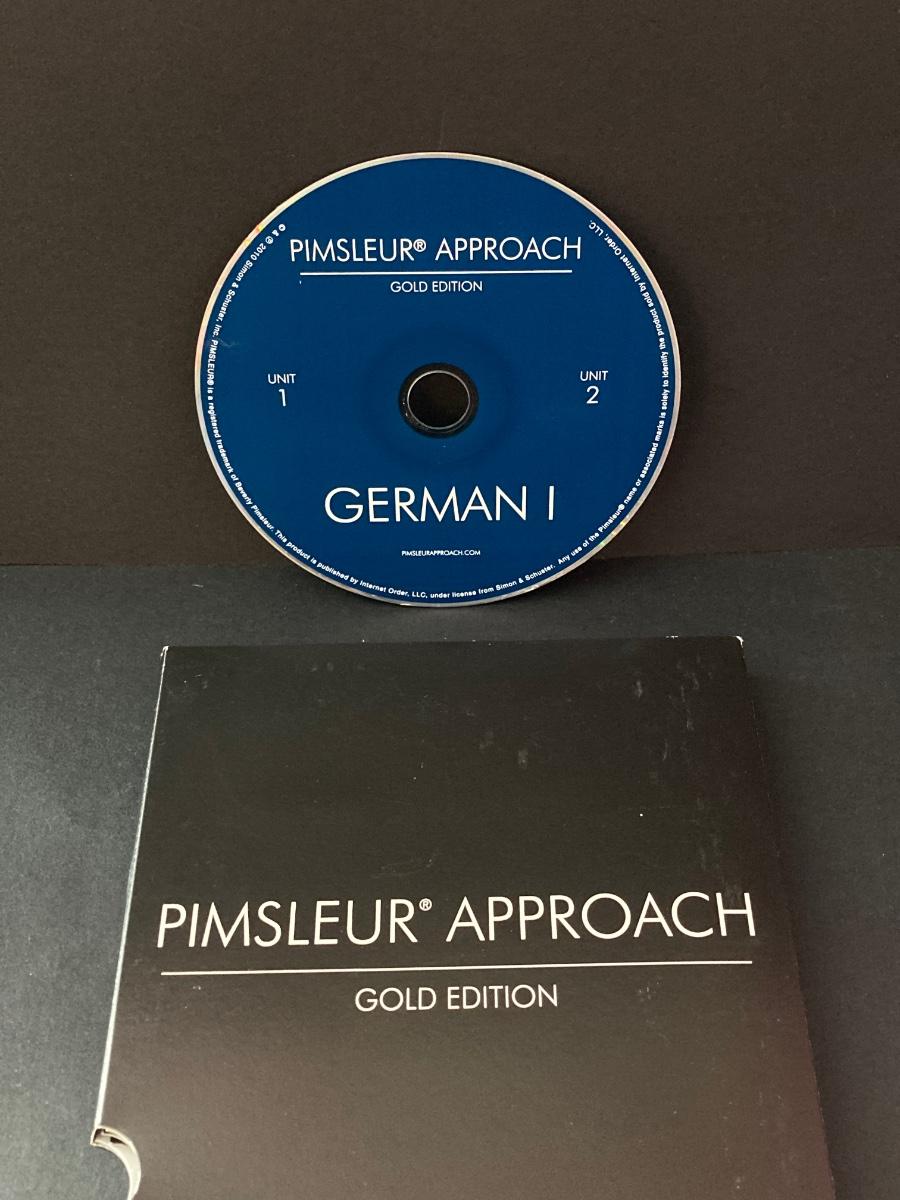 PIMSLEUR® APPROACH
GOLD EDITION
UNIT
1
UNIT
2
GERMAN I
PIMSLEURAPPROACH.COM
© & ℗ 2010 Simon & Schuster, Inc. PIMSLEUR® is a registered trademark of Beverly Pimsleur. This product is published by Internet Order, LLC, under license from Simon & Schuster. Any use of the Pimsleur® name or associated marks is solely to identify the product sold by Internet Order, LLC.
PIMSLEUR® APPROACH
GOLD EDITION